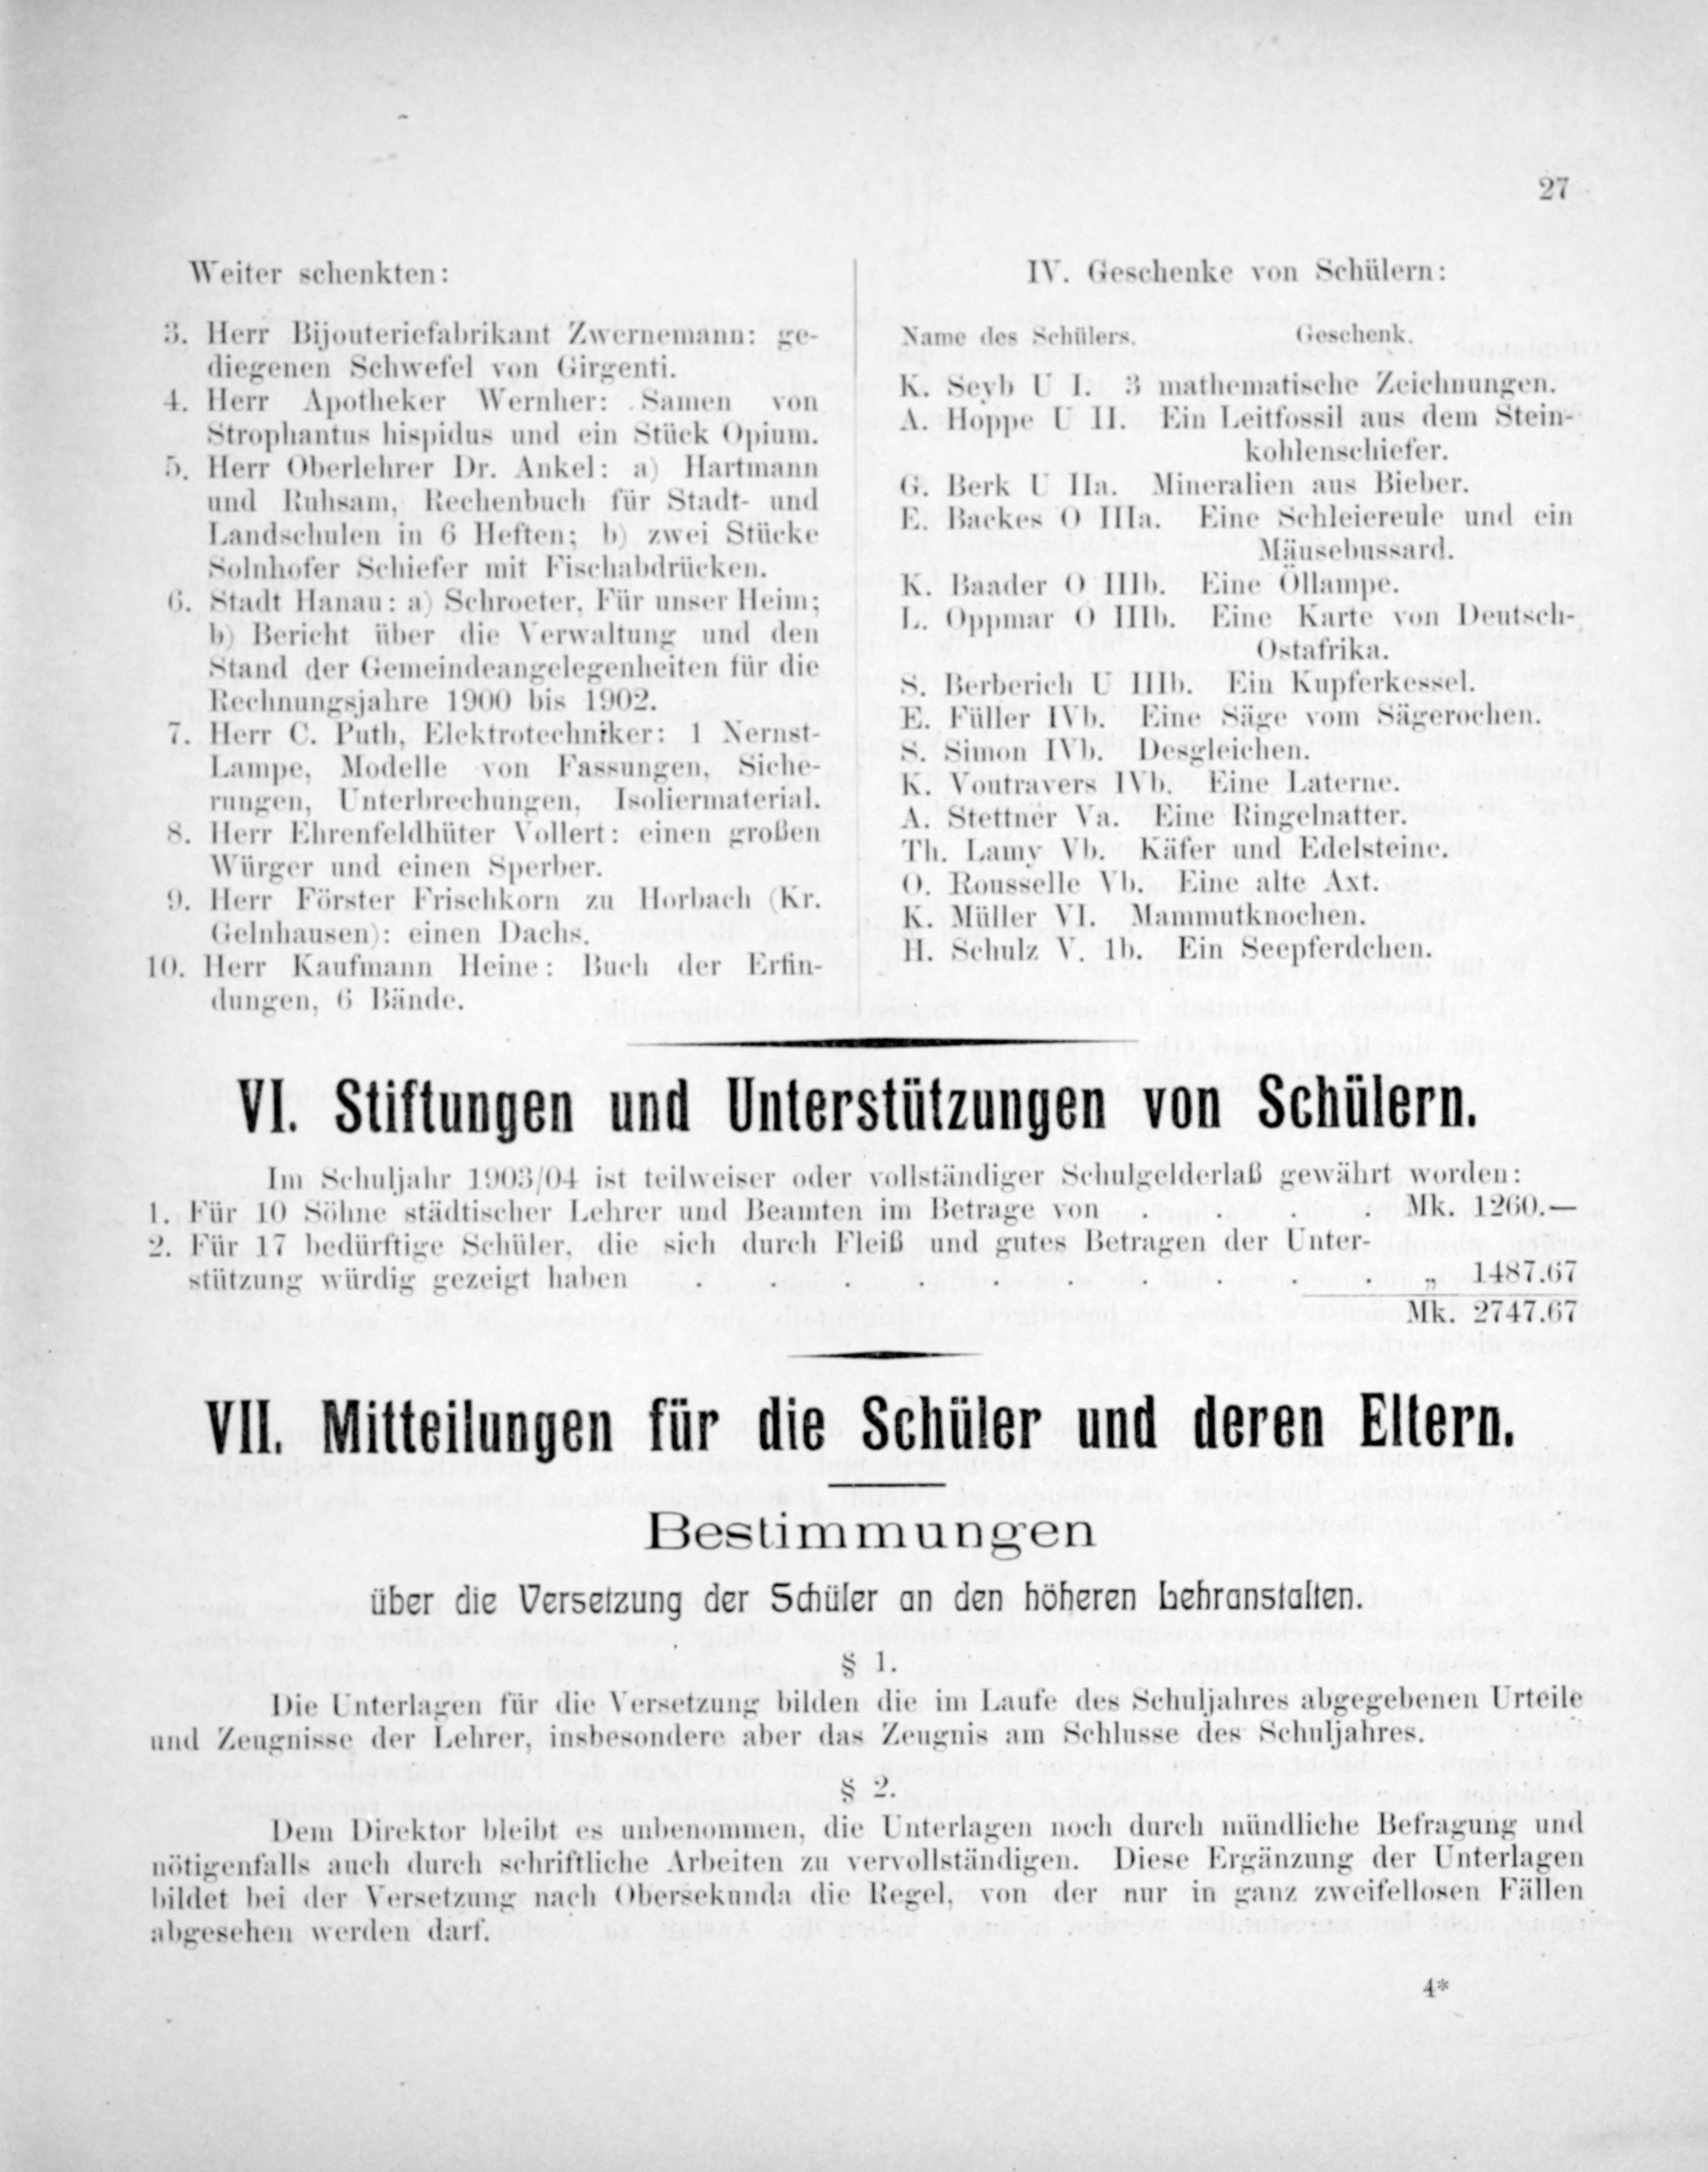 27
Weiter schenkten:
3. Herr Bijouteriefabrikant Zwernemann: ge-
diegenen Schwefel von Girgenti.
4. Herr Apotheker Wernher: Samen von
Strophantus hispidus und ein Stück Opium.
5. Herr Oberlehrer Dr. Ankel: a) Hartmann
und Ruhsam, Rechenbuch für Stadt- und
Landschulen in 6 Heften; b) zwei Stücke
Solnhofer Schiefer mit Fischabdrücken.
6. Stadt Hanau: a) Schroeter, Für unser Heim;
b) Bericht über die Verwaltung und den
Stand der Gemeindeangelegenheiten für die
Rechnungsjahre 1900 bis 1902.
7. Herr C. Puth, Elektrotechniker: 1 Nernst-
Lampe, Modelle von Fassungen, Siche-
rungen, Unterbrechungen, Isoliermaterial.
8. Herr Ehrenfeldhüter Vollert: einen großen
Würger und einen Sperber.
9. Herr Förster Frischkorn zu Horbach (Kr.
Gelnhausen): einen Dachs.
10. Herr Kaufmann Heine: Buch der Erfin-
dungen, 6 Bände.
IV. Geschenke von Schülern:
Name des Schülers. Geschenk.
K. Seyb U I. 3 mathematische Zeichnungen.
A. Hoppe U II. Ein Leitfossil aus dem Stein-
kohlenschiefer.
G. Berk U IIa. Mineralien aus Bieber.
E. Backes O IIIa. Eine Schleiereule und ein
Mäusebussard.
K. Baader O IIIb. Eine Öllampe.
L. Oppmar O IIIb. Eine Karte von Deutsch-
Ostafrika.
S. Berberich U IIIb. Ein Kupferkessel.
E. Füller IVb. Eine Säge vom Sägerochen.
S. Simon IVb. Desgleichen.
K. Voutravers IVb. Eine Laterne.
A. Stettner Va. Eine Ringelnatter.
Th. Lamy Vb. Käfer und Edelsteine.
O. Rousselle Vb. Eine alte Axt.
K. Müller VI. Mammutknochen.
H. Schulz V. 1b. Ein Seepferdchen.
VI. Stiftungen und Unterstützungen von Schülern.
Im Schuljahr 1903/04 ist teilweiser oder vollständiger Schulgelderlaß gewährt worden:
1. Für 10 Söhne städtischer Lehrer und Beamten im Betrage von . . . . Mk. 1260.—
2. Für 17 bedürftige Schüler, die sich durch Fleiß und gutes Betragen der Unter-
stützung würdig gezeigt haben . . . . . . . . . . „ 1487.67
Mk. 2747.67
VII. Mitteilungen für die Schüler und deren Eltern.
Bestimmungen
über die Versetzung der Schüler an den höheren Lehranstalten.
§ 1.
Die Unterlagen für die Versetzung bilden die im Laufe des Schuljahres abgegebenen Urteile
und Zeugnisse der Lehrer, insbesondere aber das Zeugnis am Schlusse des Schuljahres.
§ 2.
Dem Direktor bleibt es unbenommen, die Unterlagen noch durch mündliche Befragung und
nötigenfalls auch durch schriftliche Arbeiten zu vervollständigen. Diese Ergänzung der Unterlagen
bildet bei der Versetzung nach Obersekunda die Regel, von der nur in ganz zweifellosen Fällen
abgesehen werden darf.
4*